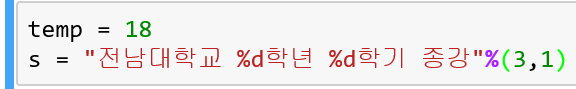 temp = 18
s = "전남대학교 %d학년 %d학기 종강"%(3,1)